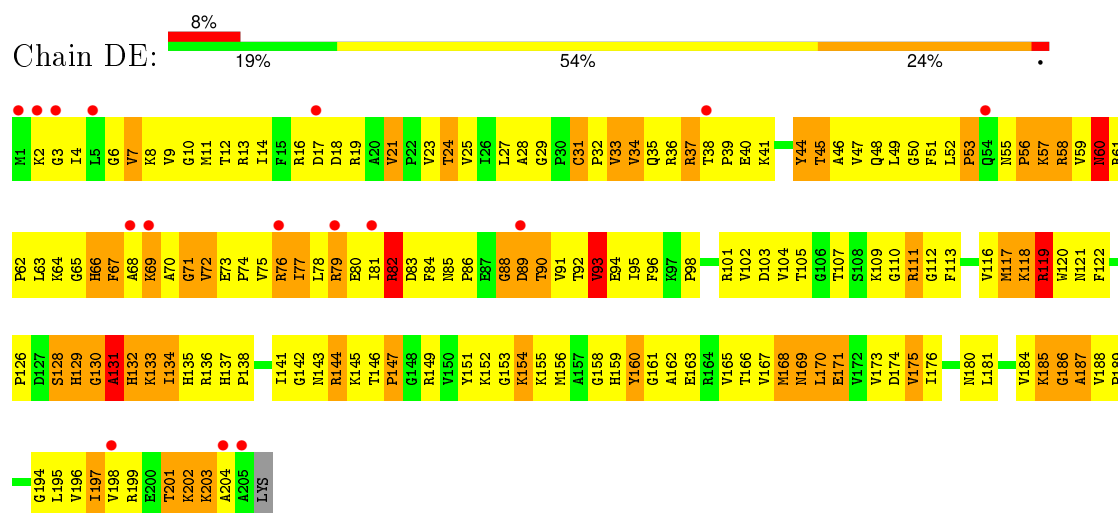 8%
Chain DE:
19% 54% 24% •
M1 K2 G3 I4 L5 G6 V7 K8 V9 G10 M11 T12 R13 I14 F15 R16 D17 D18 R19 A20 V21 P22 V23 T24 V25 I26 L27 A28 G29 P30 C31 P32 V33 V34 Q35 R36 R37 T38 P39 E40 K41 Y44 T45 A46 V47 Q48 L49 G50 F51 L52 P53 Q54 N55 P56 K57 R58 V59 N60 R61
P62 L63 K64 G65 H66 F67 A68 K69 A70 G71 V72 E73 P74 V75 R76 I77 L78 R79 E80 I81 R82 D83 F84 N85 P86 E87 G88 D89 T90 V91 T92 V93 E94 I95 F96 K97 P98 R101 V102 D103 V104 T105 G106 T107 S108 K109 G110 R111 G112 F113 V116 M117 K118 R119 W120 N121 F122
P126 D127 S128 H129 G130 A131 H132 K133 I134 H135 R136 H137 P138 I141 G142 N143 R144 K145 T146 P147 G148 R149 V150 Y151 K152 G153 K154 K155 M156 A157 G158 H159 Y160 G161 A162 E163 R164 V165 T166 V167 M168 N169 L170 E171 V172 V173 D174 V175 I176 N180 L181 V184 K185 G186 A187 V188 P189
G194 L195 V196 I197 V198 R199 E200 T201 K202 K203 A204 A205 LYS